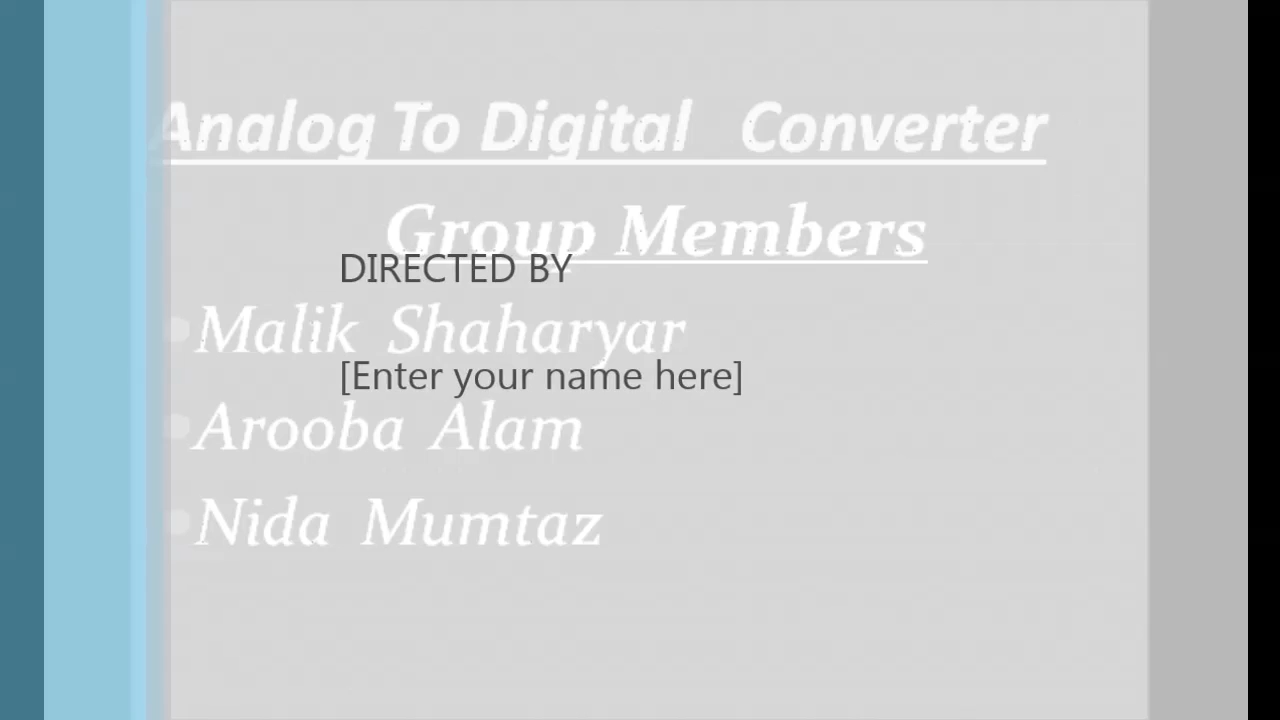 Analog To Digital Converter
Group Members
DIRECTED BY
Malik Shaharyar
[Enter your name here]
Arooba Alam
Nida Mumtaz